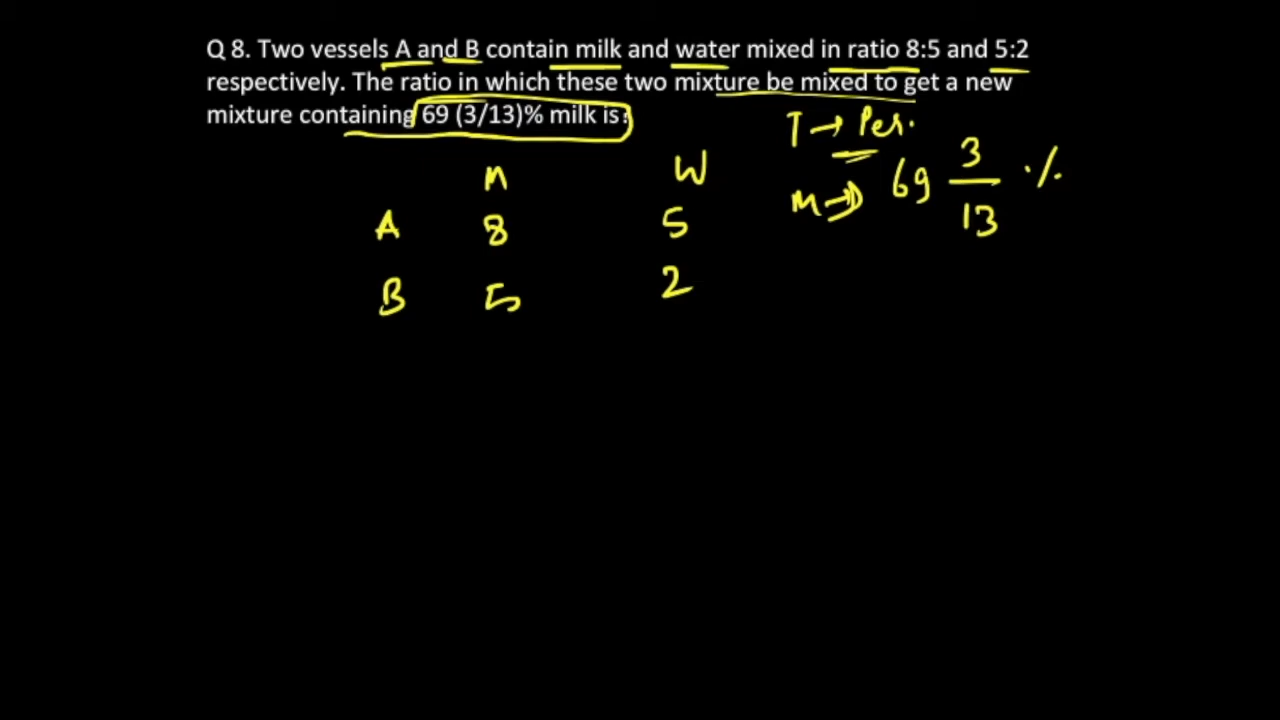 Q 8. Two vessels A and B contain milk and water mixed in ratio 8:5 and 5:2
respectively. The ratio in which these two mixture be mixed to get a new
mixture containing 69 (3/13)% milk is?
T → Per.
M → 69 3/13 %
M W
A 8 5
B 5 2